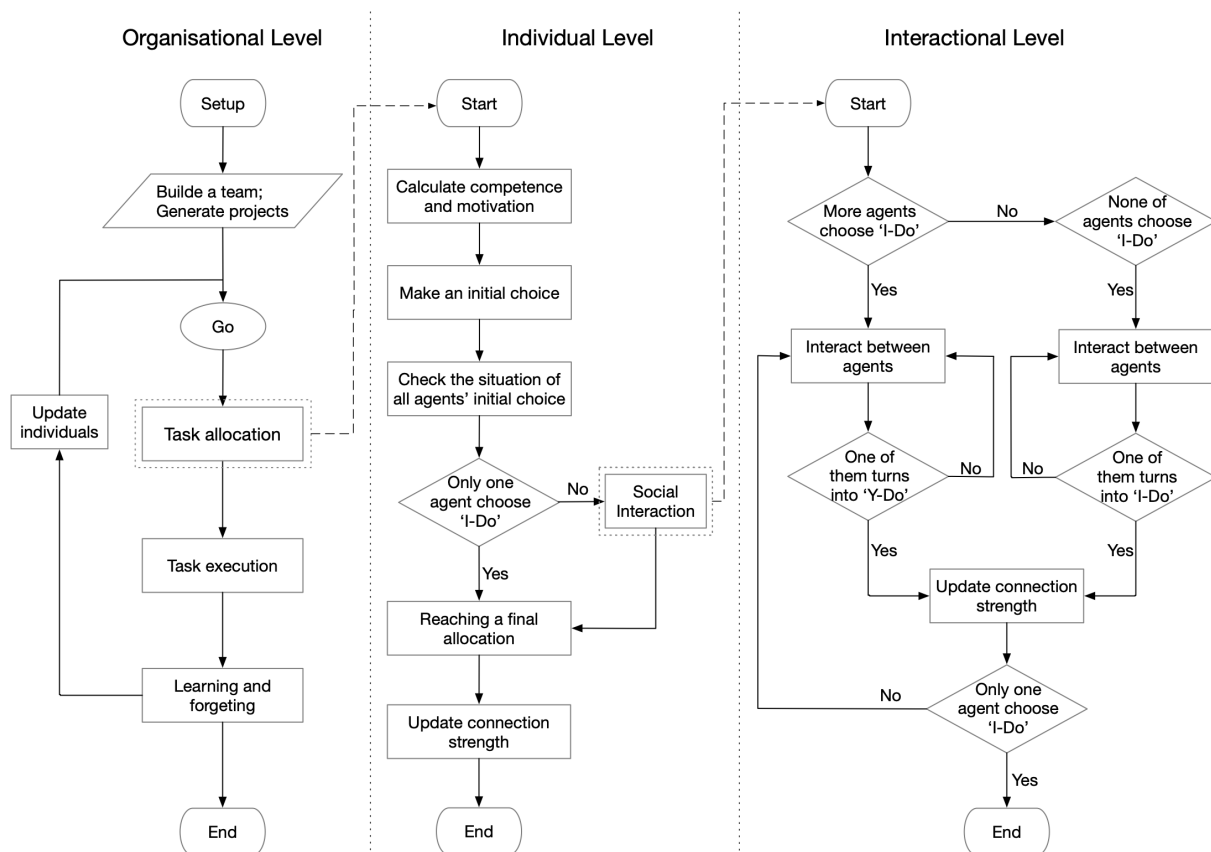 Organisational Level
Setup
Builde a team;
Generate projects
Go
Update
individuals
Task allocation
Task execution
Learning and
forgeting
End
Individual Level
Start
Calculate competence
and motivation
Make an initial choice
Check the situation of
all agents' initial choice
Only one
agent choose
'I-Do'
No
Social
Interaction
Yes
Reaching a final
allocation
Update connection
strength
End
Interactional Level
Start
More agents
choose 'I-Do'
No
None of
agents choose
'I-Do'
Yes
Yes
Interact between
agents
Interact between
agents
One of
them turns
into 'Y-Do'
No
No
One of
them turns
into 'I-Do'
Yes
Yes
Update connection
strength
No
Only one
agent choose
'I-Do'
Yes
End